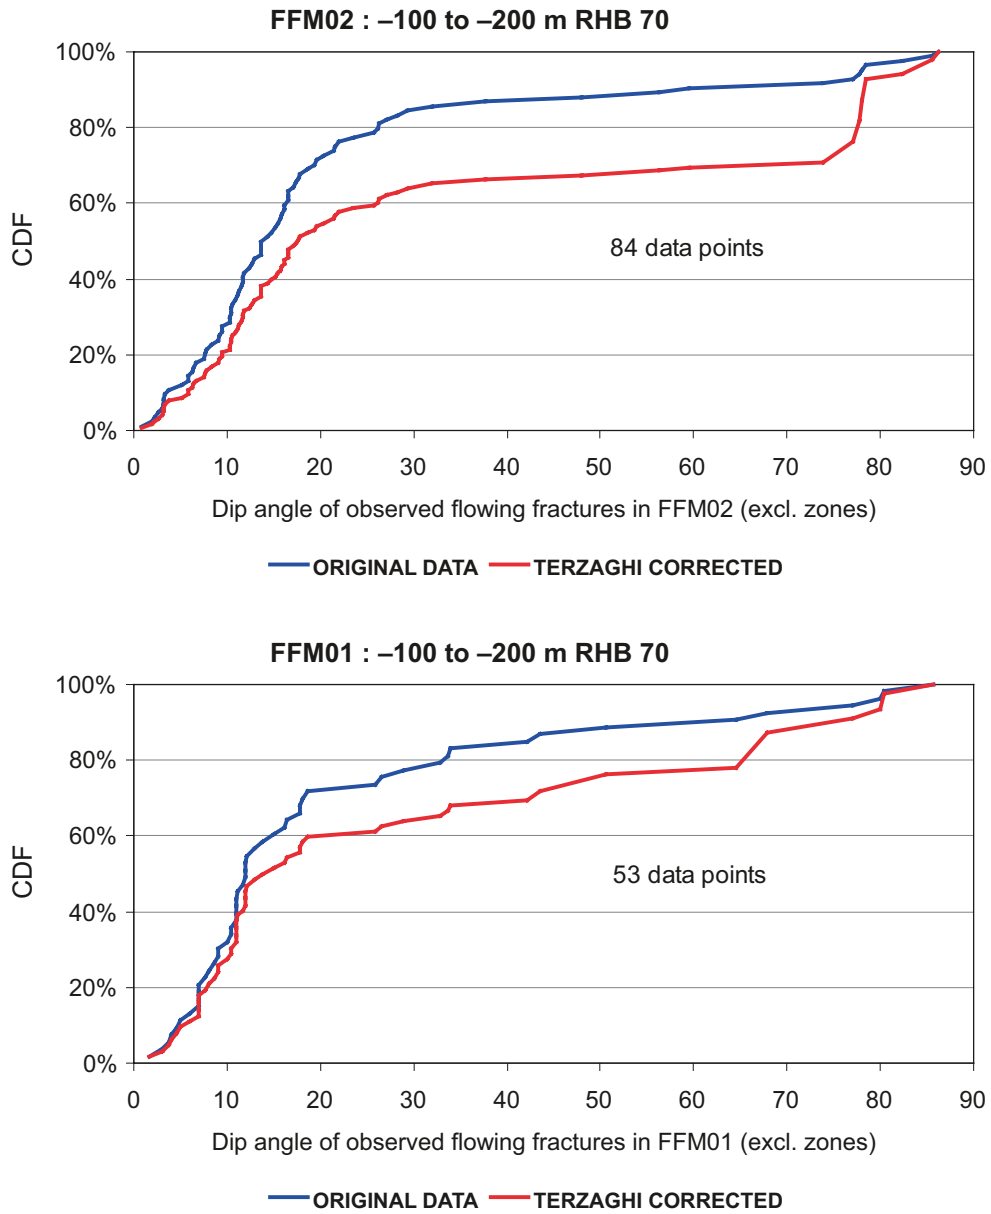 FFM02 : –100 to –200 m RHB 70
100%
80%
60%
40%
20%
0%
CDF
84 data points
0 10 20 30 40 50 60 70 80 90
Dip angle of observed flowing fractures in FFM02 (excl. zones)
ORIGINAL DATA TERZAGHI CORRECTED
FFM01 : –100 to –200 m RHB 70
100%
80%
60%
40%
20%
0%
CDF
53 data points
0 10 20 30 40 50 60 70 80 90
Dip angle of observed flowing fractures in FFM01 (excl. zones)
ORIGINAL DATA TERZAGHI CORRECTED